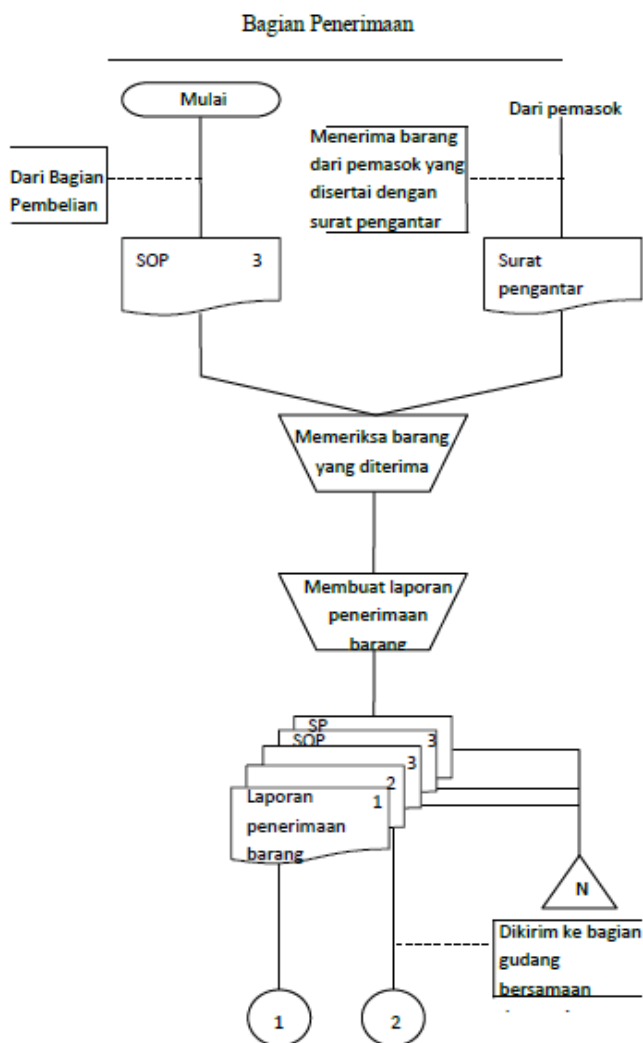 Bagian Penerimaan
Mulai
Dari pemasok
Dari Bagian
Pembelian
Menerima barang
dari pemasok yang
disertai dengan
surat pengantar
SOP 3
Surat
pengantar
Memeriksa barang
yang diterima
Membuat laporan
penerimaan
barang
SP
SOP 3
3
2
Laporan 1
penerimaan
barang
N
Dikirim ke bagian
gudang
bersamaan
1
2